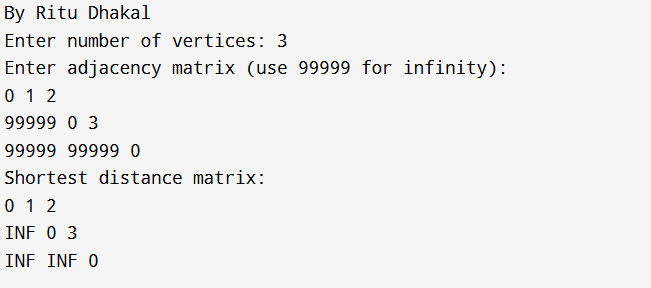 By Ritu Dhakal
Enter number of vertices: 3
Enter adjacency matrix (use 99999 for infinity):
0 1 2
99999 0 3
99999 99999 0
Shortest distance matrix:
0 1 2
INF 0 3
INF INF 0